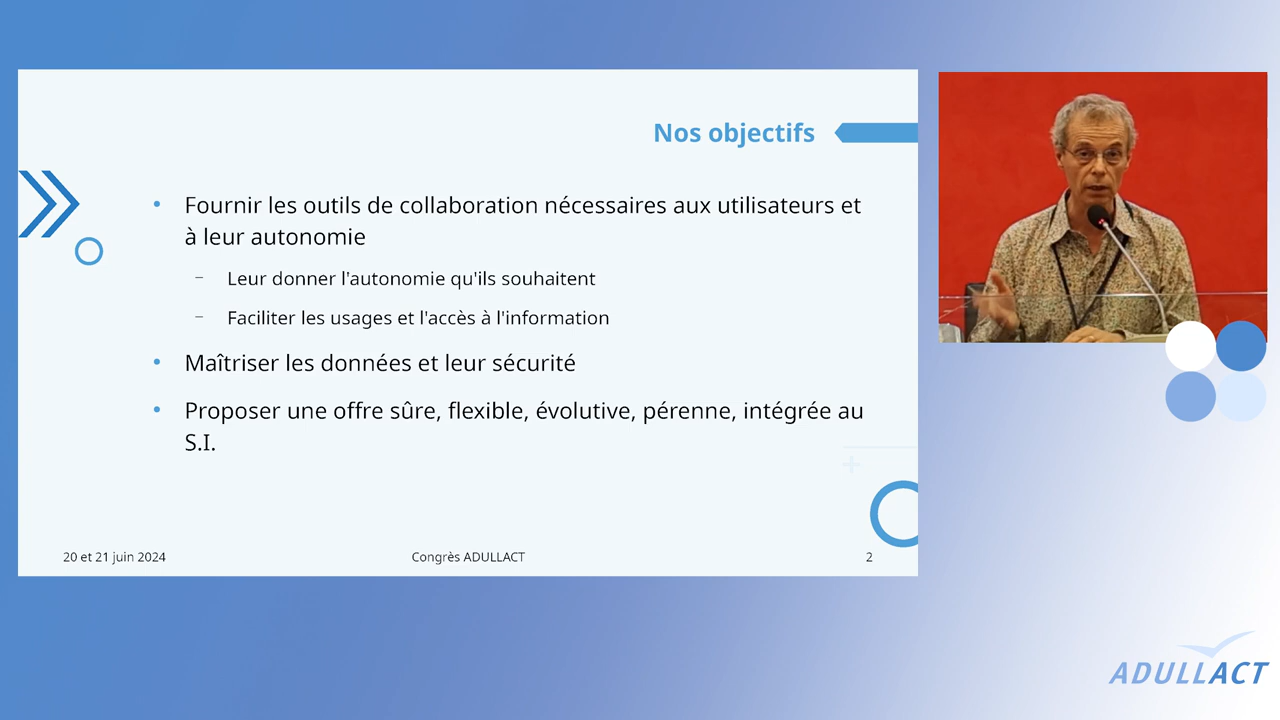 Nos objectifs
• Fournir les outils de collaboration nécessaires aux utilisateurs et
à leur autonomie
– Leur donner l'autonomie qu'ils souhaitent
– Faciliter les usages et l'accès à l'information
• Maîtriser les données et leur sécurité
• Proposer une offre sûre, flexible, évolutive, pérenne, intégrée au
S.I.
20 et 21 juin 2024
Congrès ADULLACT
2
ADULLACT